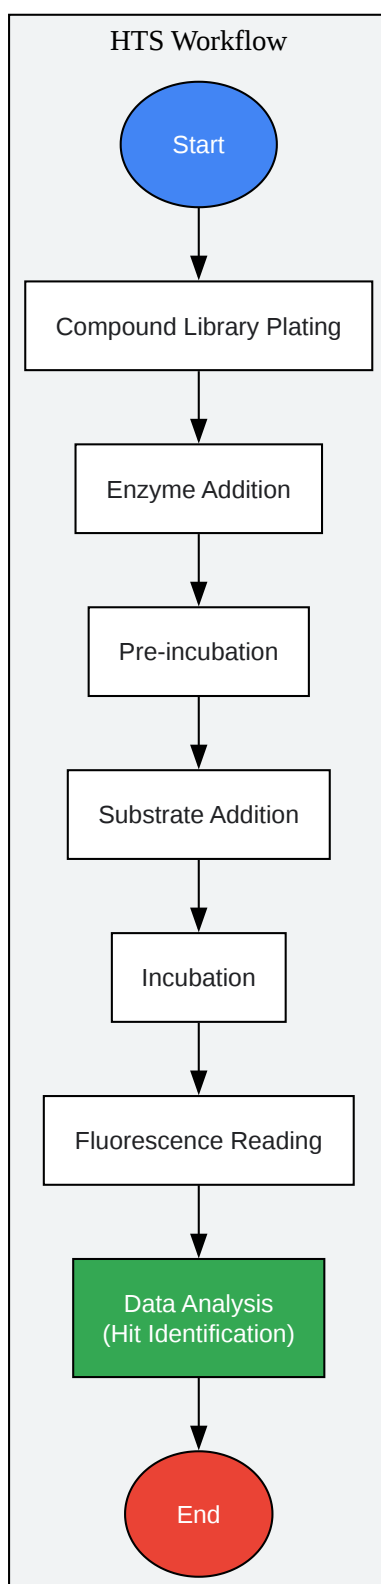 HTS Workflow
Start
Compound Library Plating
Enzyme Addition
Pre-incubation
Substrate Addition
Incubation
Fluorescence Reading
Data Analysis
(Hit Identification)
End